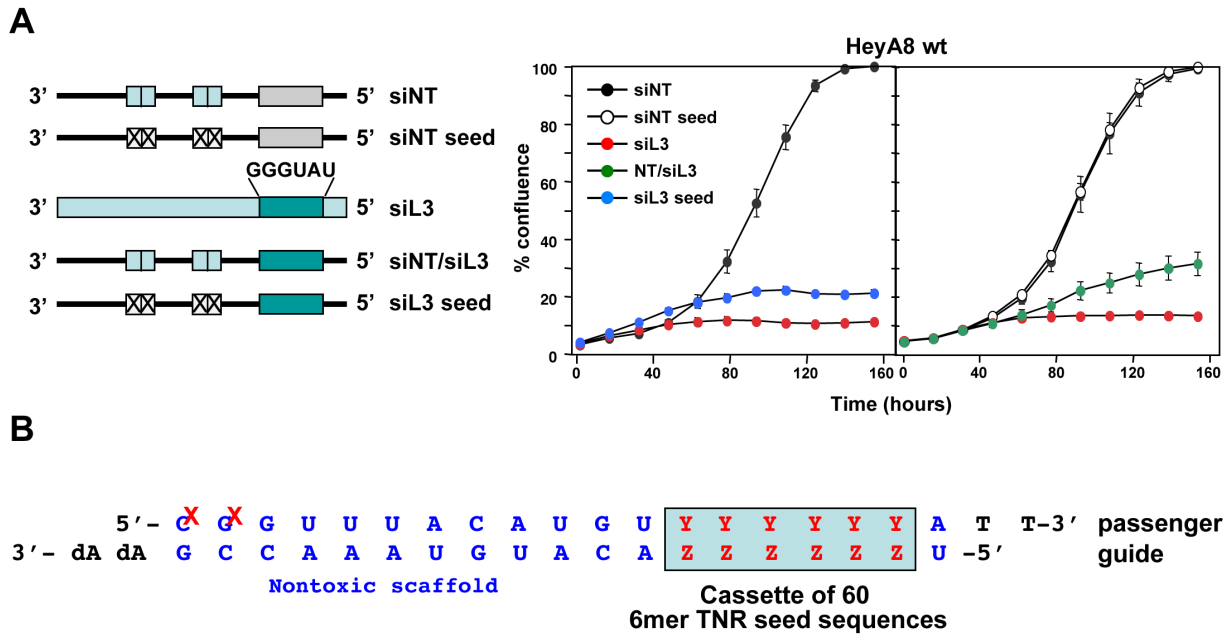 A
HeyA8 wt
3’ 5’ siNT
3’ 5’ siNT seed
GGGUAU
3’ 5’ siL3
3’ 5’ siNT/siL3
3’ 5’ siL3 seed
% confluence
100
80
60
40
20
0
siNT
siNT seed
siL3
NT/siL3
siL3 seed
0 40 80 120 160
0 40 80 120 160
Time (hours)
B
5’– C X G X G U U U A C A U G U Y Y Y Y Y Y A T T–3’ passenger
3’– dA dA G C C A A A U G U A C A Z Z Z Z Z Z U –5’ guide
Nontoxic scaffold
Cassette of 60
6mer TNR seed sequences